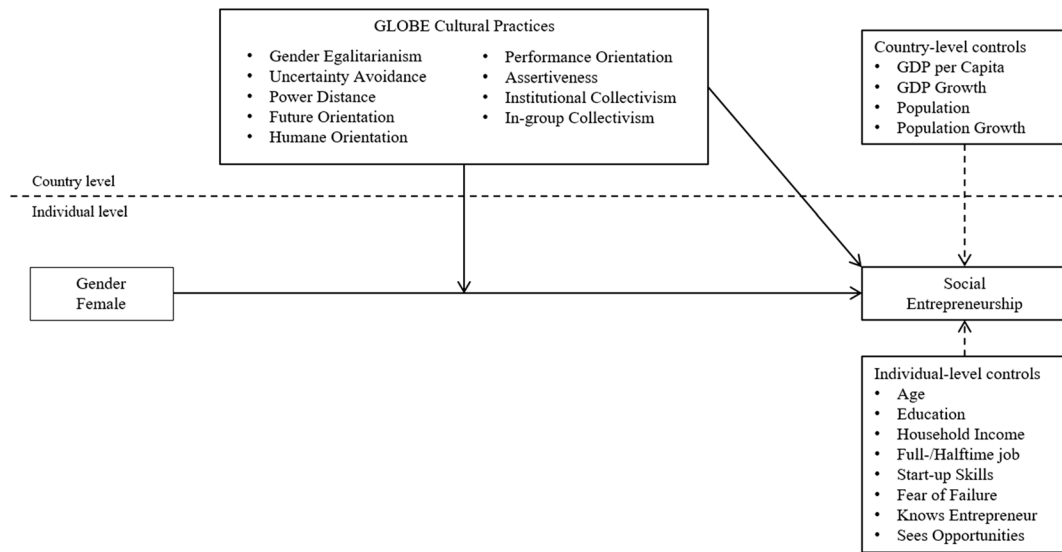 GLOBE Cultural Practices
• Gender Egalitarianism
• Uncertainty Avoidance
• Power Distance
• Future Orientation
• Humane Orientation
• Performance Orientation
• Assertiveness
• Institutional Collectivism
• In-group Collectivism
Country-level controls
• GDP per Capita
• GDP Growth
• Population
• Population Growth
Country level
Individual level
Gender
Female
Social
Entrepreneurship
Individual-level controls
• Age
• Education
• Household Income
• Full-/Halftime job
• Start-up Skills
• Fear of Failure
• Knows Entrepreneur
• Sees Opportunities